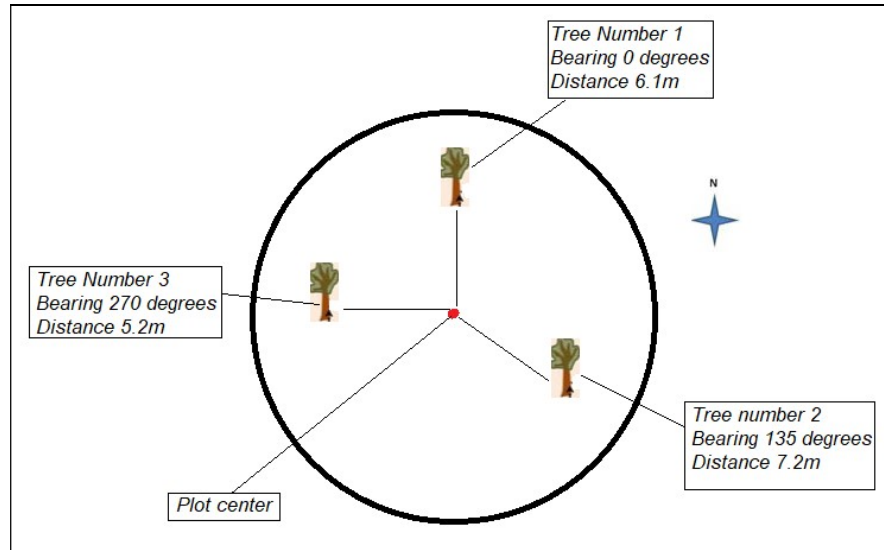 Tree Number 1
Bearing 0 degrees
Distance 6.1m
N
Tree Number 3
Bearing 270 degrees
Distance 5.2m
Tree number 2
Bearing 135 degrees
Distance 7.2m
Plot center